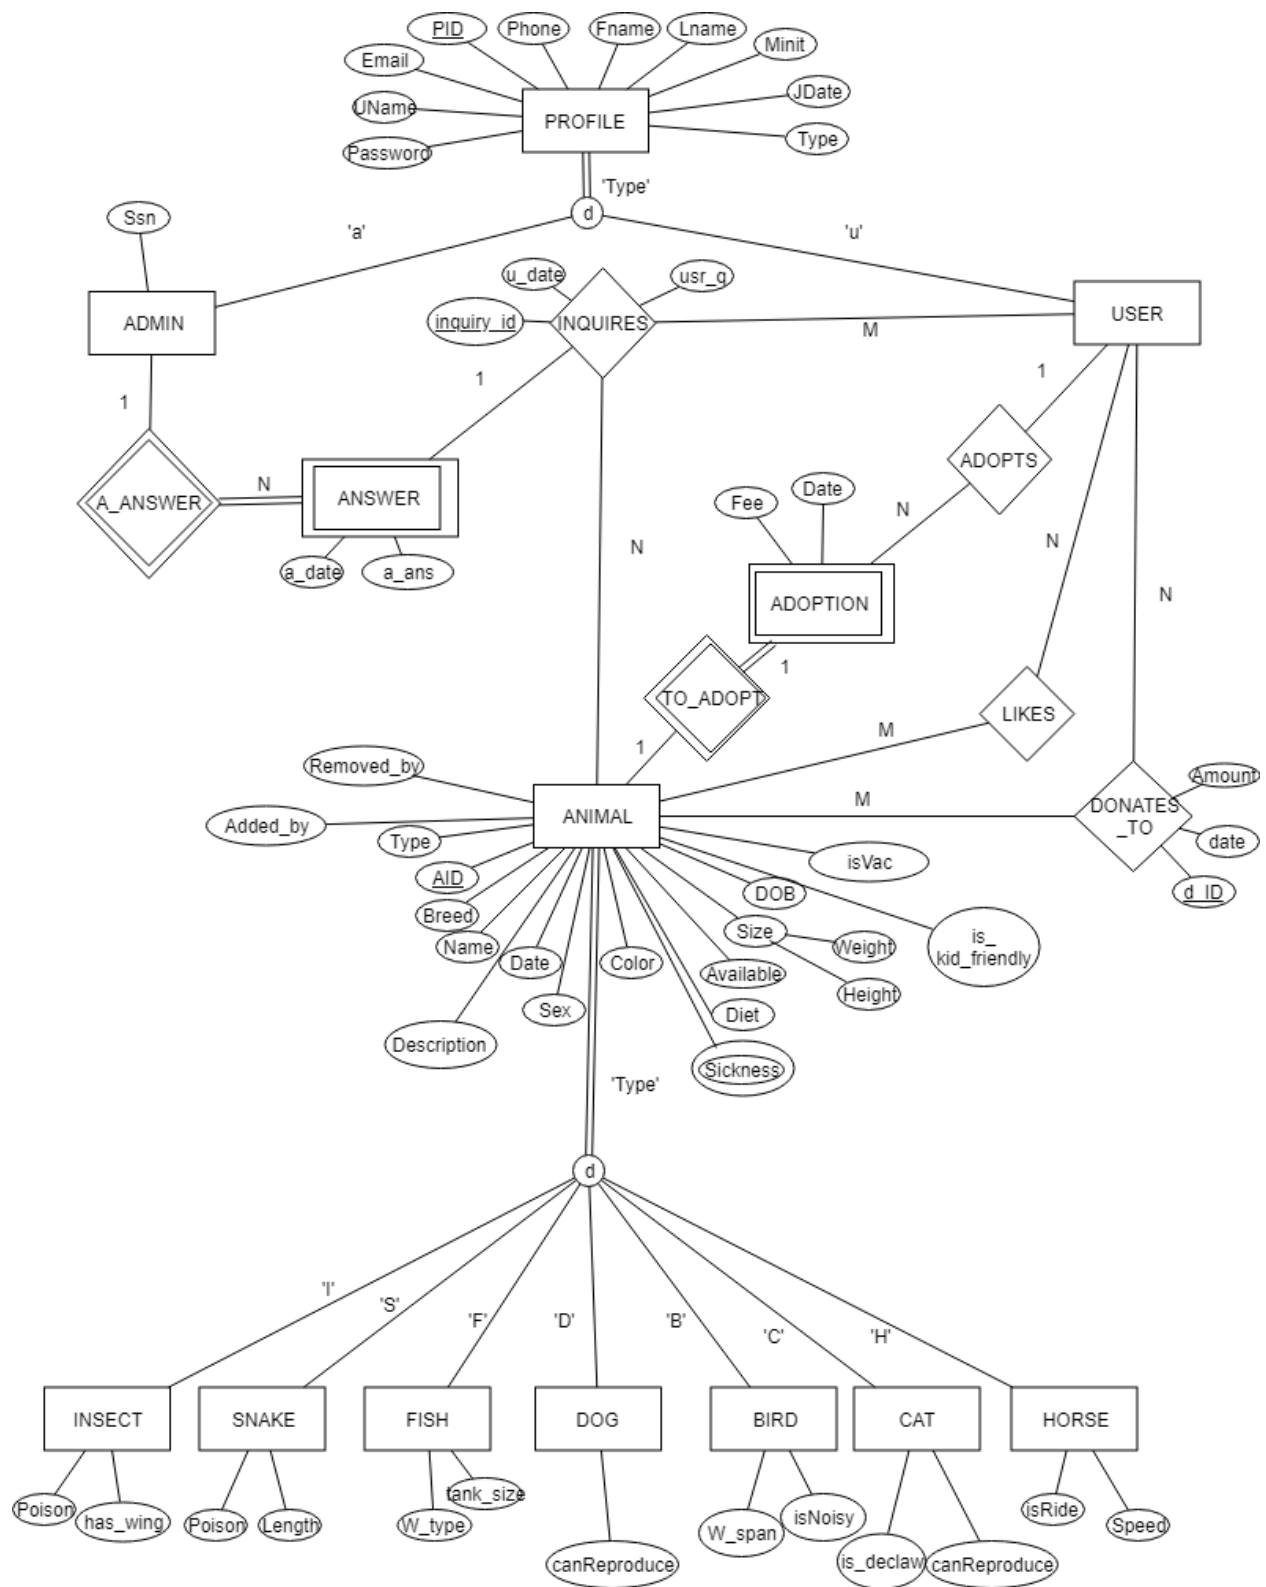 PID
Phone
Fname
Lname
Minit
Email
JDate
UName
PROFILE
Type
Password
'Type'
d
Ssn
'a'
'u'
u_date
usr_q
ADMIN
inquiry_id
INQUIRES
USER
M
1
1
1
ADOPTS
N
A_ANSWER
ANSWER
Fee
Date
N
N
N
a_date
a_ans
N
ADOPTION
1
TO_ADOPT
LIKES
M
1
Removed_by
Added_by
Type
ANIMAL
M
DONATES
_TO
Amount
date
d_ID
AID
isVac
Breed
DOB
Name
Size
Weight
is_
kid_friendly
Date
Color
Available
Height
Sex
Diet
Description
Sickness
'Type'
d
'I'
'S'
'F'
'D'
'B'
'C'
'H'
INSECT
SNAKE
FISH
DOG
BIRD
CAT
HORSE
Poison
has_wing
Poison
Length
W_type
tank_size
canReproduce
W_span
isNoisy
is_declaw
canReproduce
isRide
Speed